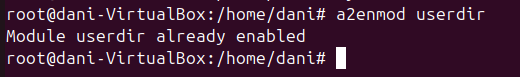 root@dani-VirtualBox:/home/dani# a2enmod userdir
Module userdir already enabled
root@dani-VirtualBox:/home/dani#